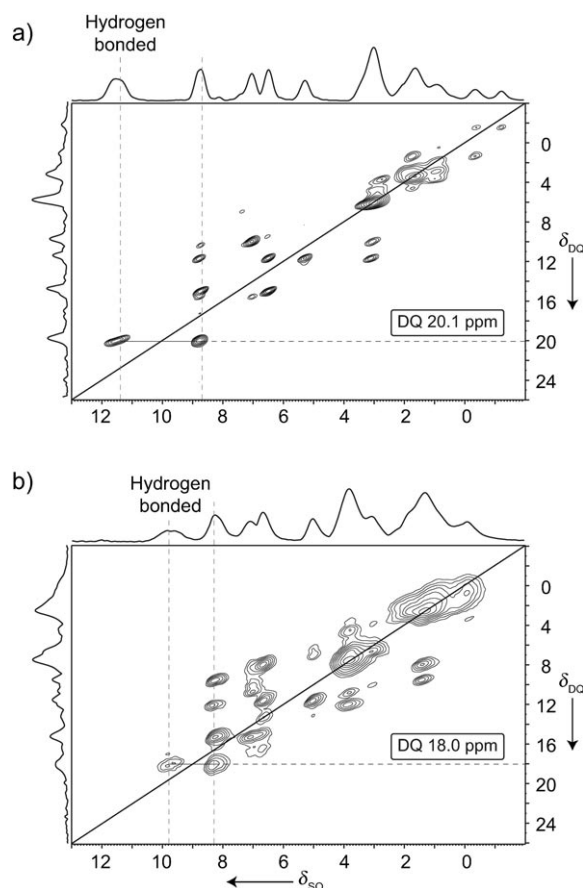 a)
Hydrogen
bonded
0
4
8
12
16
20
24
δDQ
DQ 20.1 ppm
12 10 8 6 4 2 0
b)
Hydrogen
bonded
0
4
8
12
16
20
24
δDQ
DQ 18.0 ppm
12 10 8 6 4 2 0
δSQ